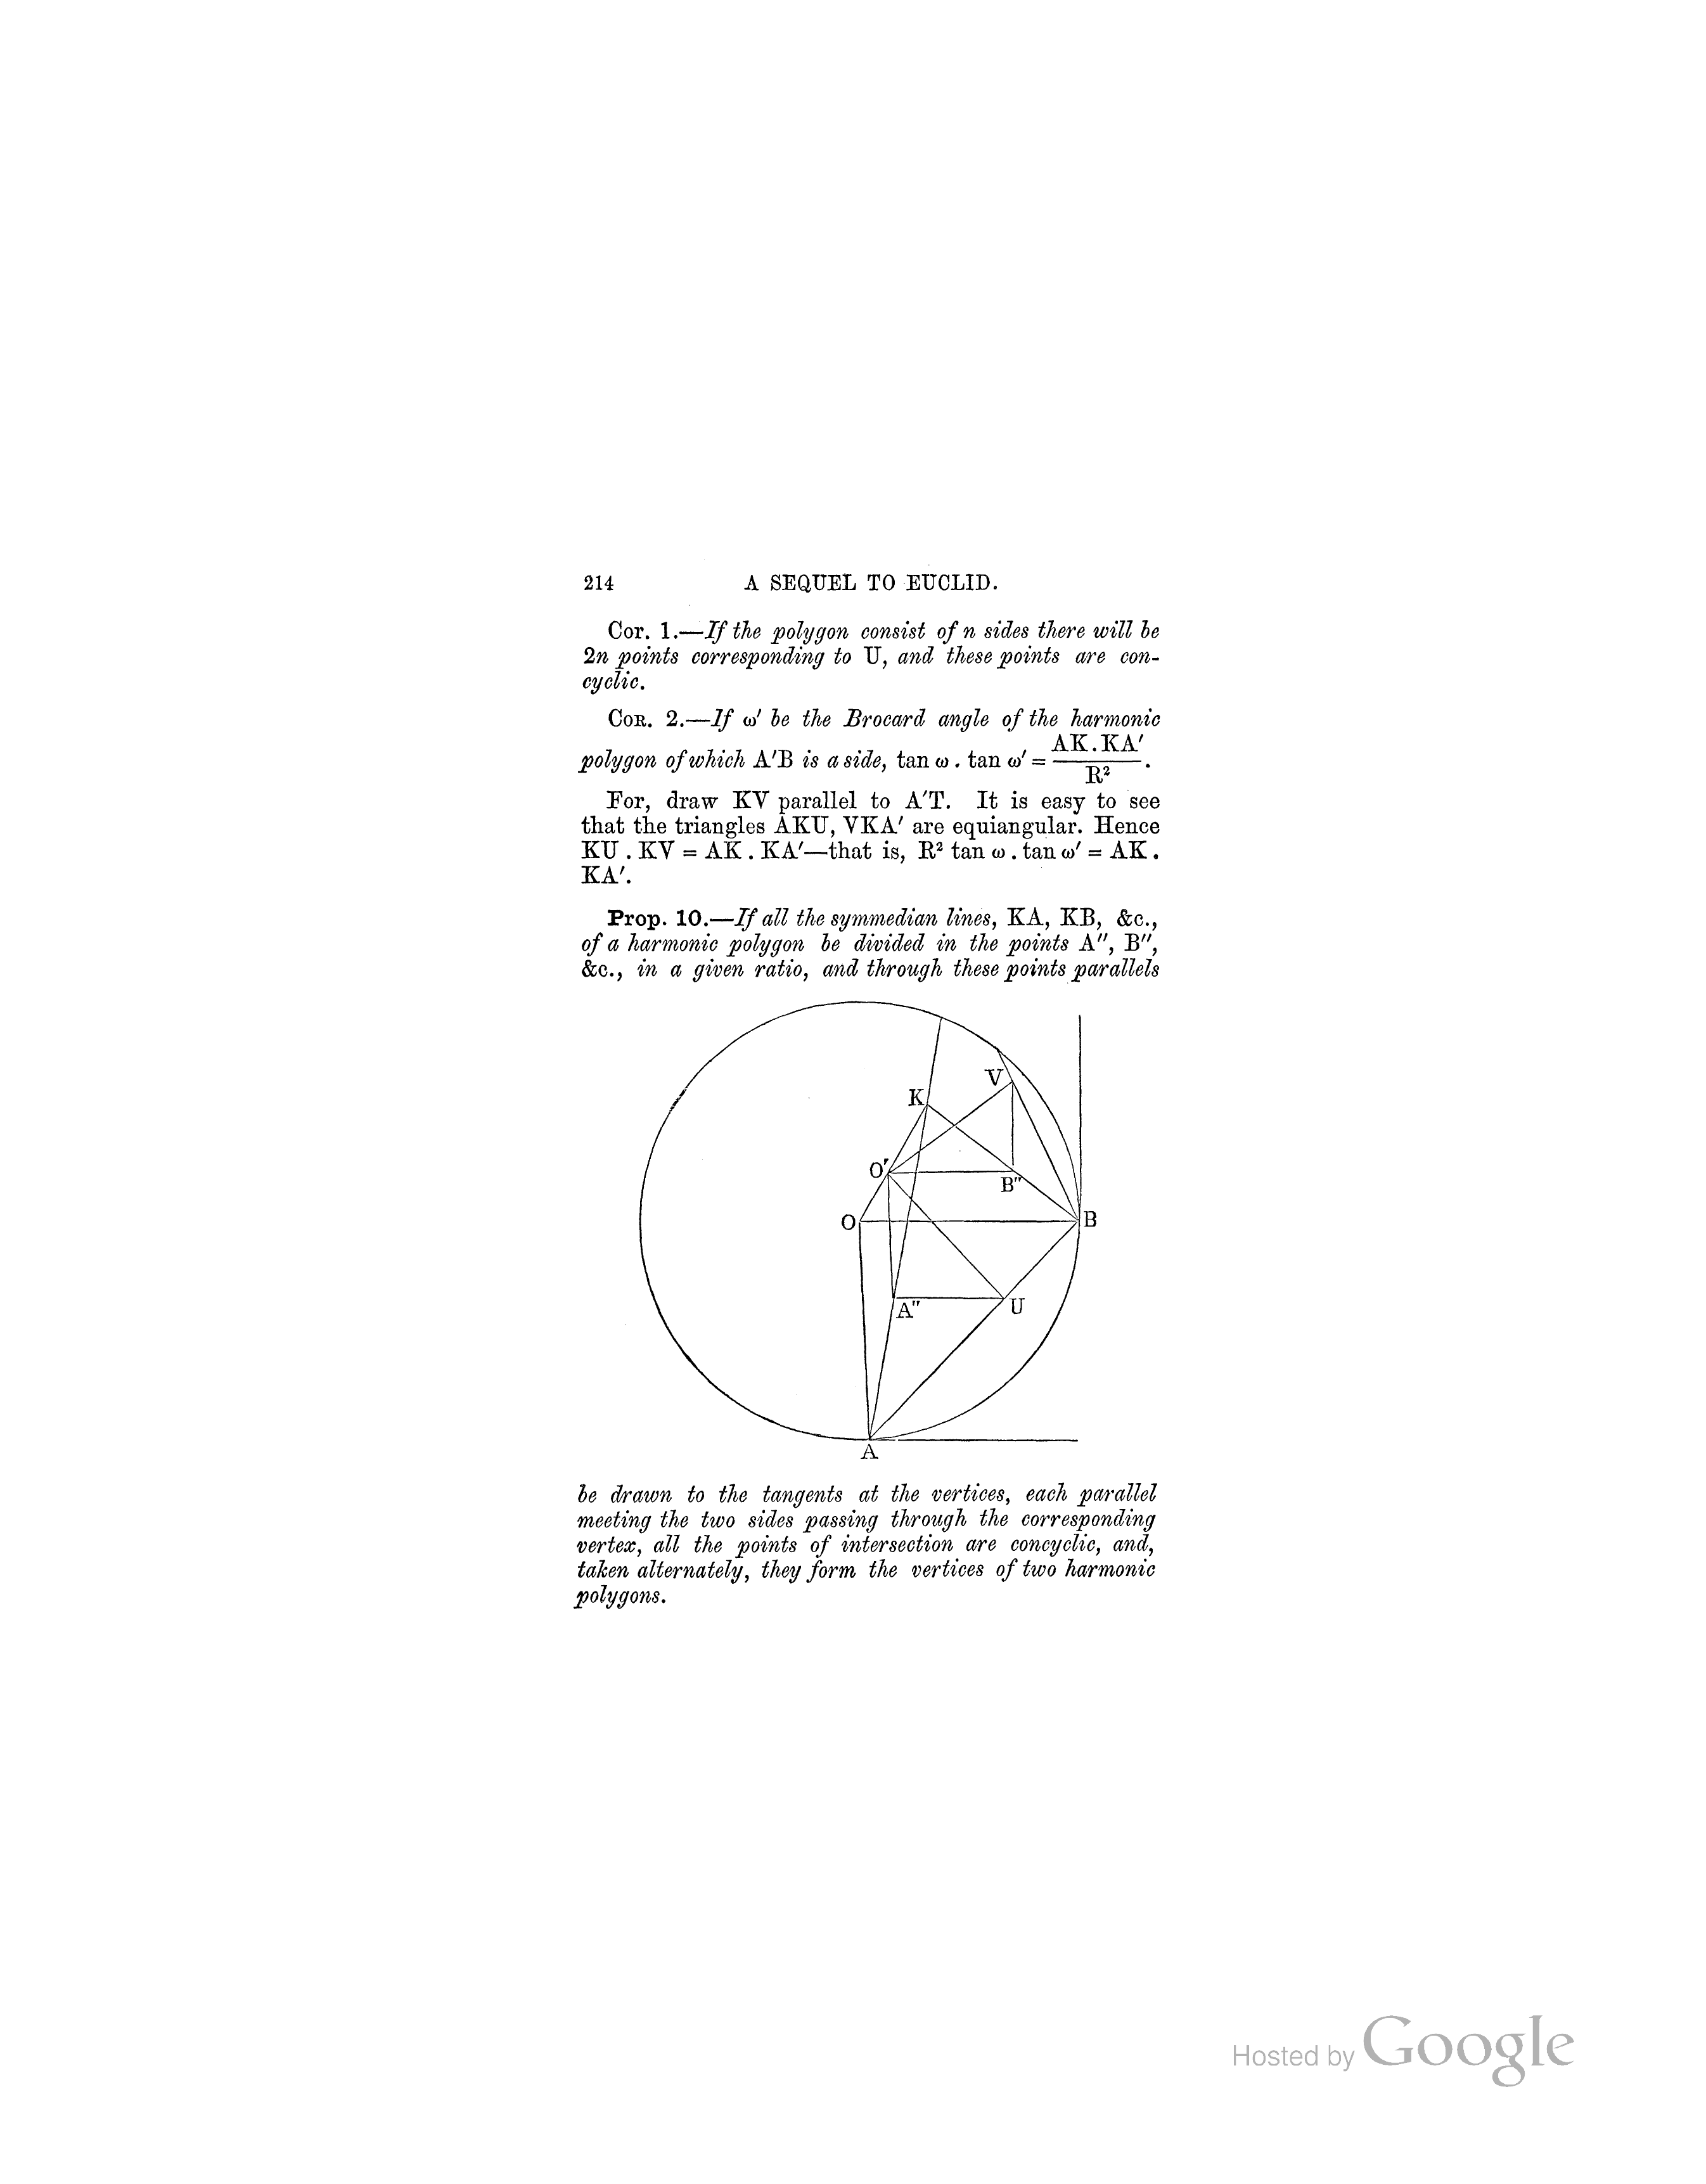 214 A SEQUEL TO EUCLID.
Cor. 1.—If the polygon consist of n sides there will be
2n points corresponding to U, and these points are con-
cyclic.
Cor. 2.—If ω′ be the Brocard angle of the harmonic
polygon of which A′B is a side, tan ω . tan ω′ = AK.KA′ / R² .
For, draw KV parallel to A′T. It is easy to see
that the triangles AKU, VKA′ are equiangular. Hence
KU . KV = AK . KA′—that is, R² tan ω . tan ω′ = AK .
KA′.
Prop. 10.—If all the symmedian lines, KA, KB, &c.,
of a harmonic polygon be divided in the points A″, B″,
&c., in a given ratio, and through these points parallels
V
K
O′
B″
O
B
A″
U
A
be drawn to the tangents at the vertices, each parallel
meeting the two sides passing through the corresponding
vertex, all the points of intersection are concyclic, and,
taken alternately, they form the vertices of two harmonic
polygons.
Hosted by Google